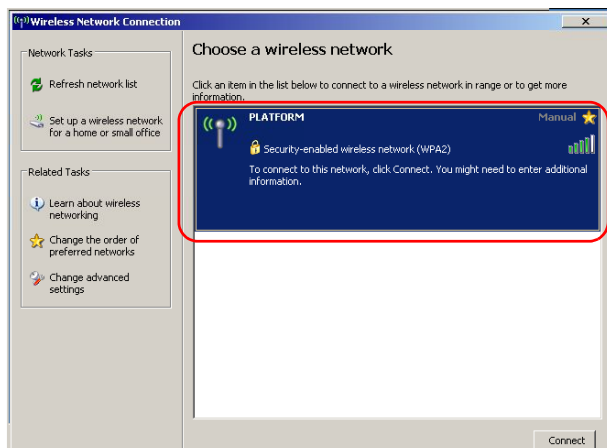 Wireless Network Connection
Network Tasks
Refresh network list
Set up a wireless network
for a home or small office
Related Tasks
Learn about wireless
networking
Change the order of
preferred networks
Change advanced
settings
Choose a wireless network
Click an item in the list below to connect to a wireless network in range or to get more
information.
PLATFORM Manual
Security-enabled wireless network (WPA2)
To connect to this network, click Connect. You might need to enter additional
information.
Connect